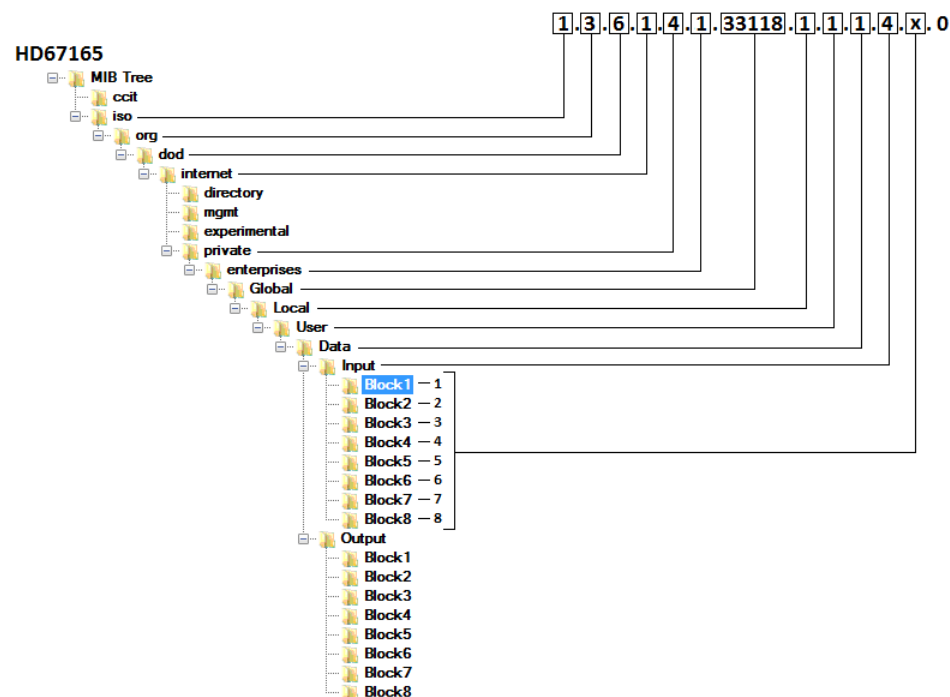 1.3.6.1.4.1.33118.1.1.1.4.x.0
HD67165
MIB Tree
ccit
iso
org
dod
internet
directory
mgmt
experimental
private
enterprises
Global
Local
User
Data
Input
Block1 – 1
Block2 – 2
Block3 – 3
Block4 – 4
Block5 – 5
Block6 – 6
Block7 – 7
Block8 – 8
Output
Block1
Block2
Block3
Block4
Block5
Block6
Block7
Block8